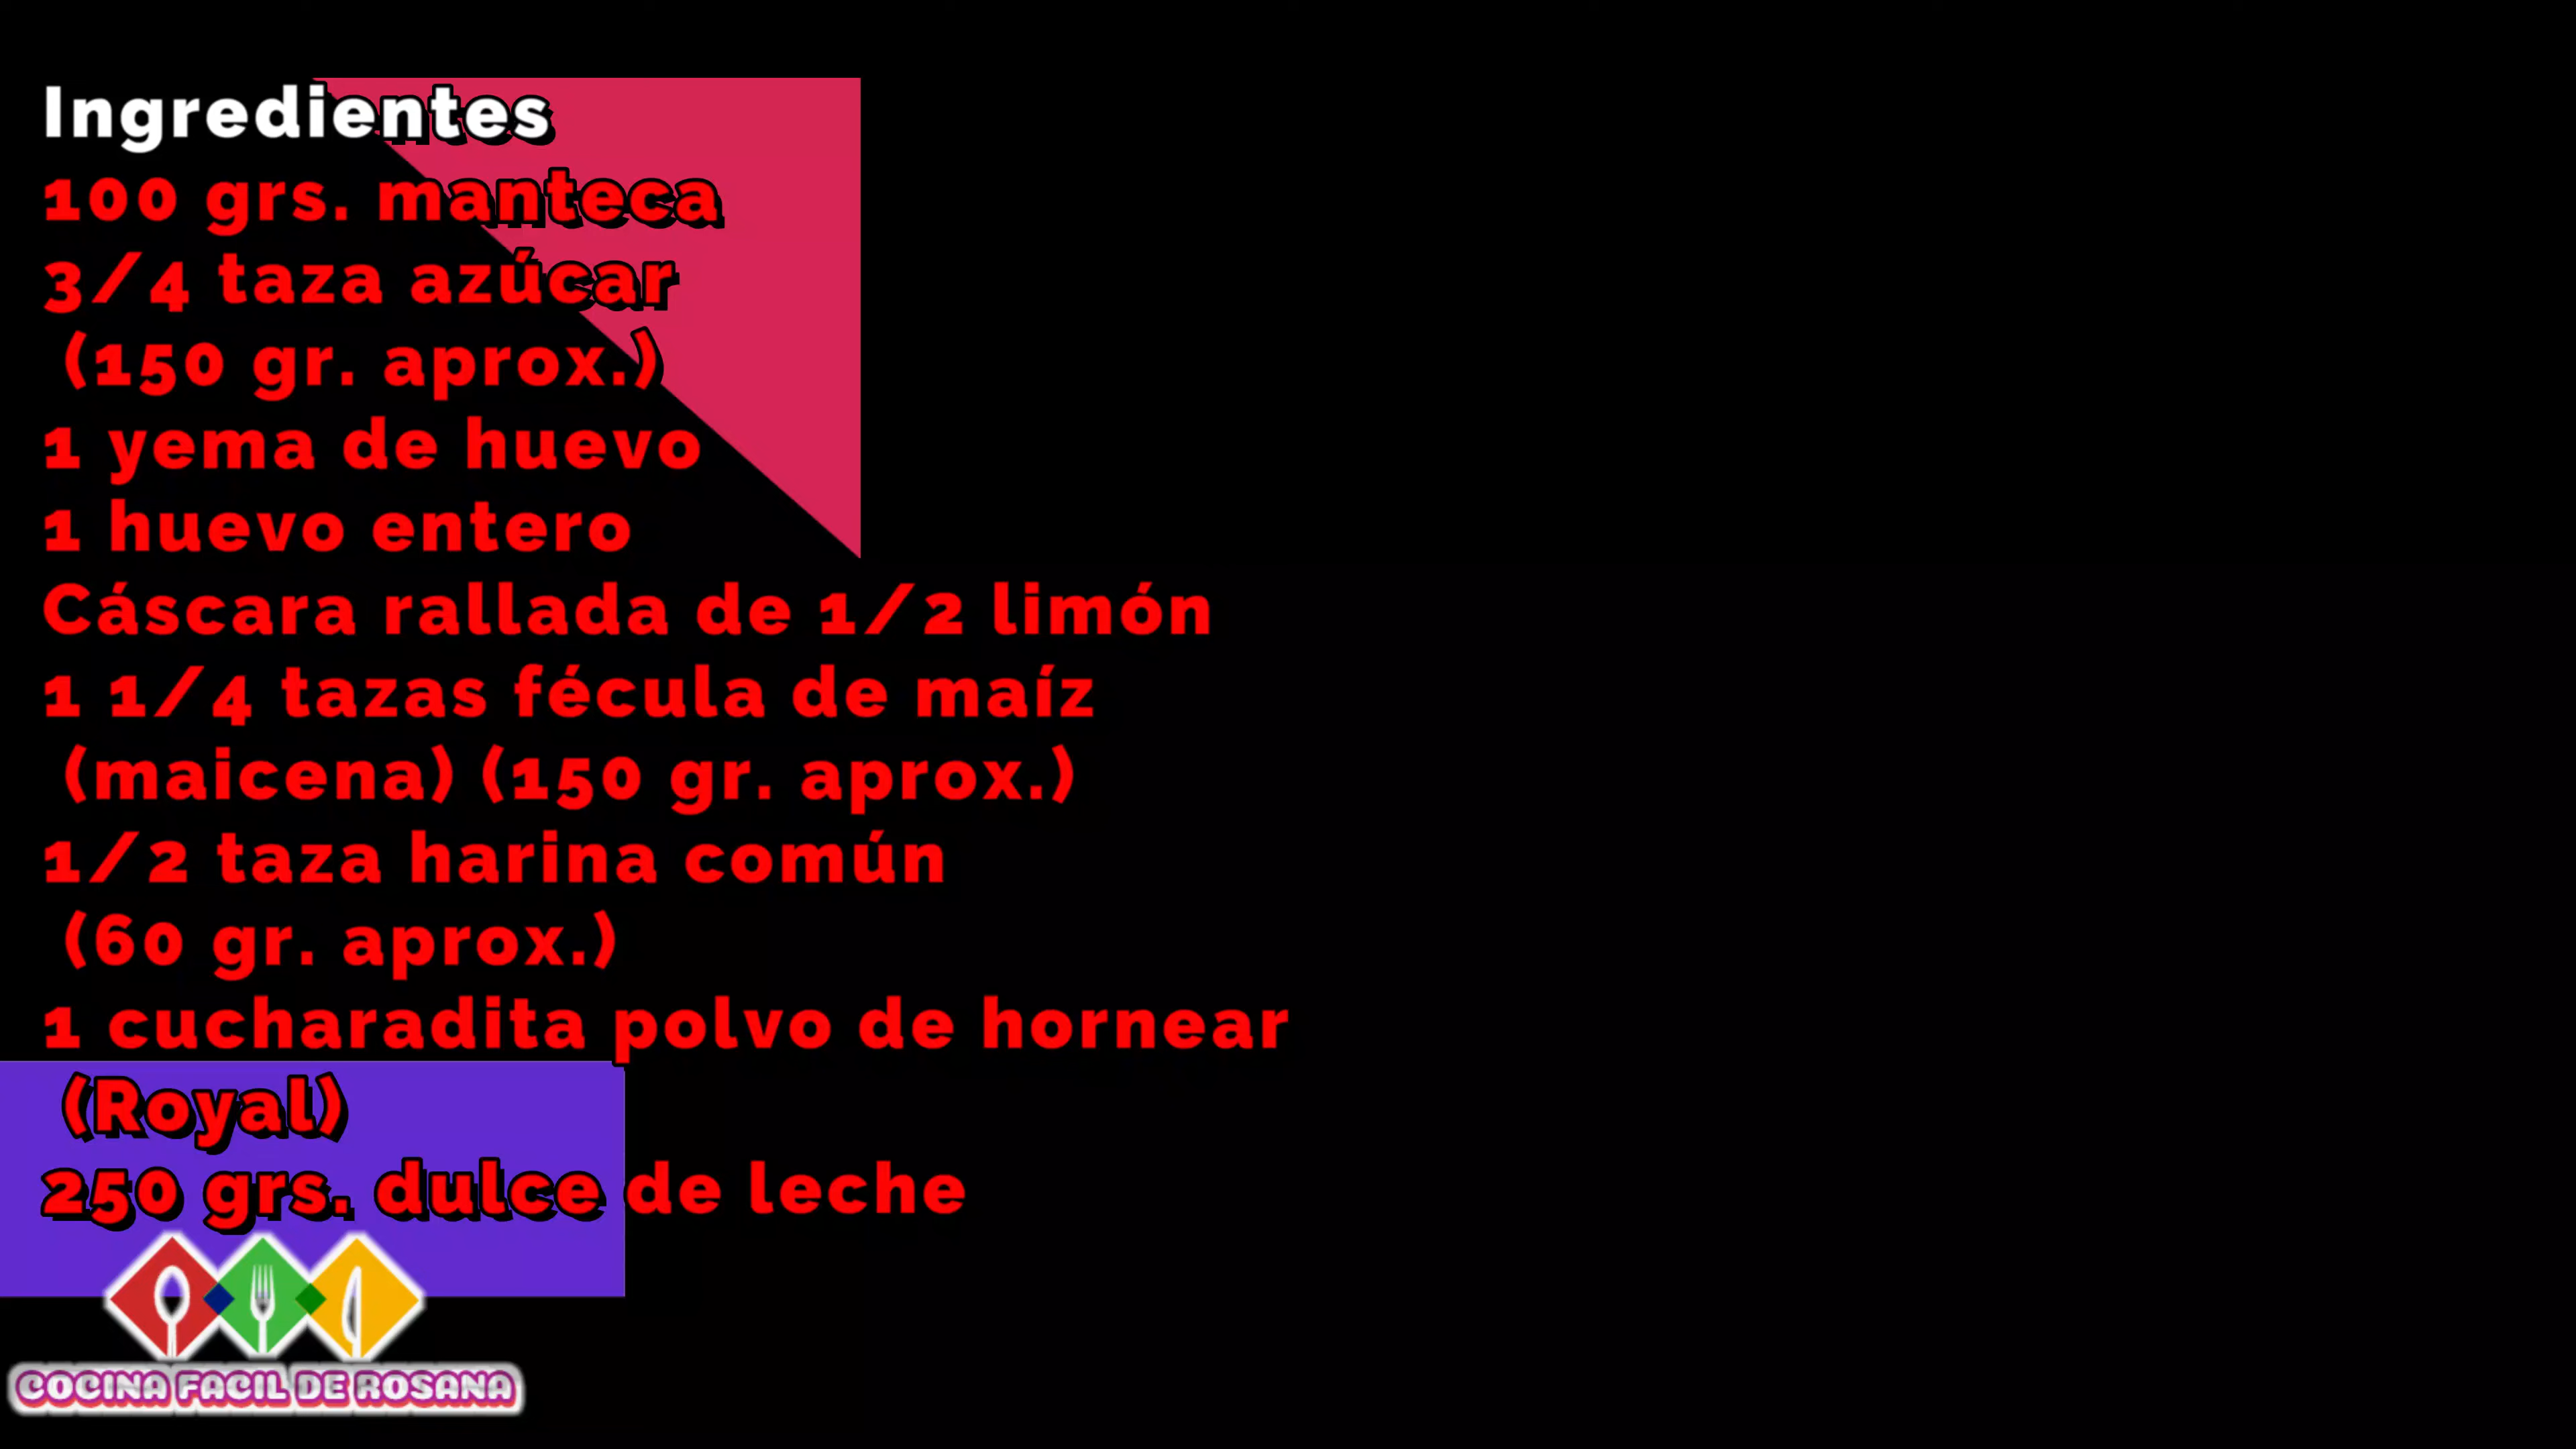 Ingredientes
100 grs. manteca
3/4 taza azúcar
(150 gr. aprox.)
1 yema de huevo
1 huevo entero
Cáscara rallada de 1/2 limón
1 1/4 tazas fécula de maíz
(maicena) (150 gr. aprox.)
1/2 taza harina común
(60 gr. aprox.)
1 cucharadita polvo de hornear
(Royal)
250 grs. dulce de leche
COCINA FACIL DE ROSANA